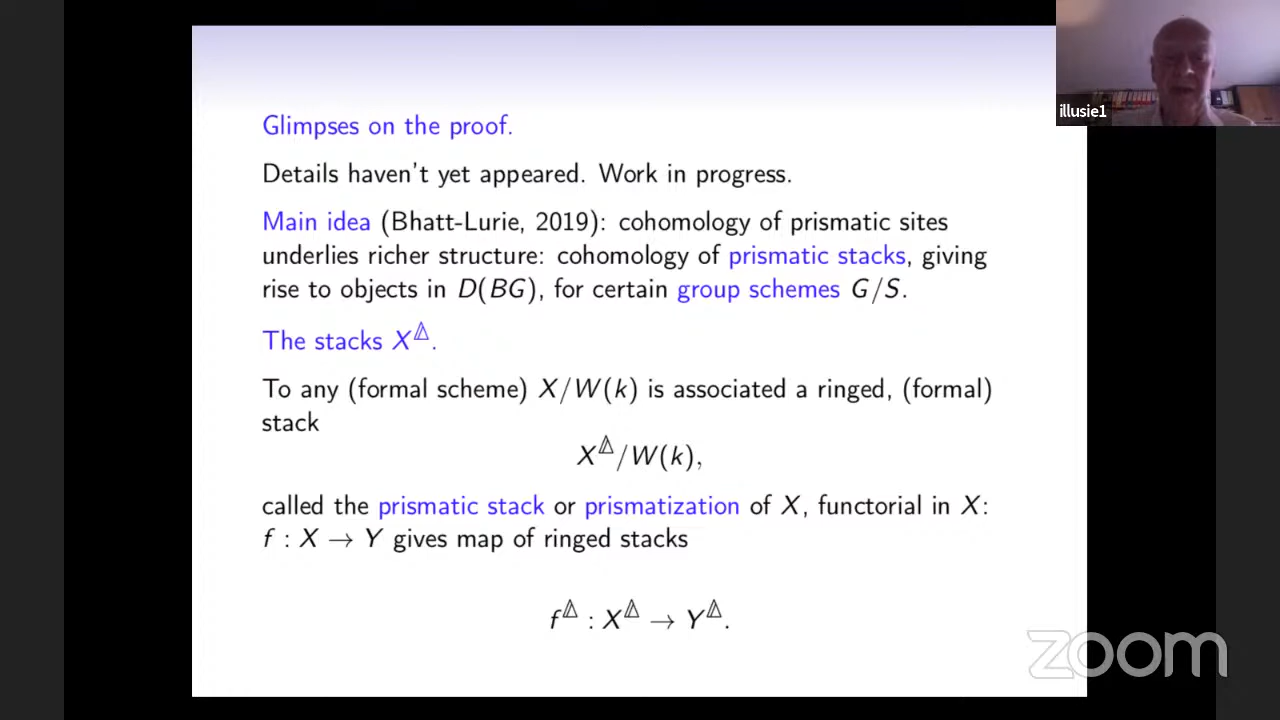 illusie1
Glimpses on the proof.
Details haven't yet appeared. Work in progress.
Main idea (Bhatt-Lurie, 2019): cohomology of prismatic sites
underlies richer structure: cohomology of prismatic stacks, giving
rise to objects in D(BG), for certain group schemes G/S.
The stacks X^𝚫.
To any (formal scheme) X/W(k) is associated a ringed, (formal)
stack
X^𝚫/W(k),
called the prismatic stack or prismatization of X, functorial in X:
f : X → Y gives map of ringed stacks
f^𝚫 : X^𝚫 → Y^𝚫.
zoom